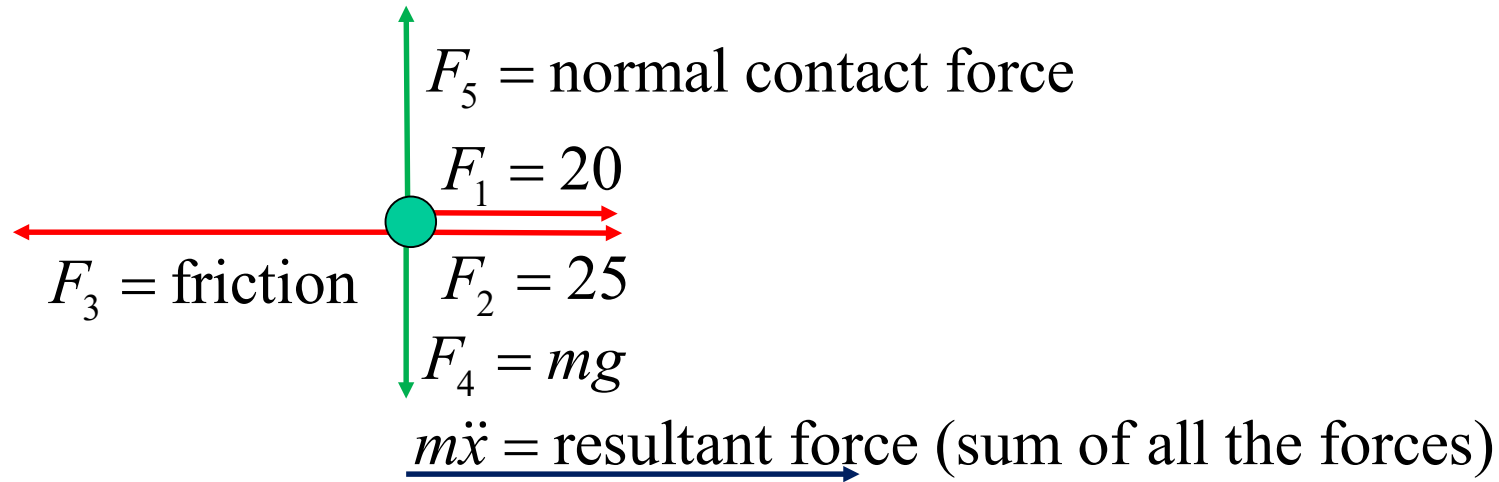 F₅ = normal contact force
F₁ = 20
F₃ = friction
F₂ = 25
F₄ = mg
mẍ = resultant force (sum of all the forces)